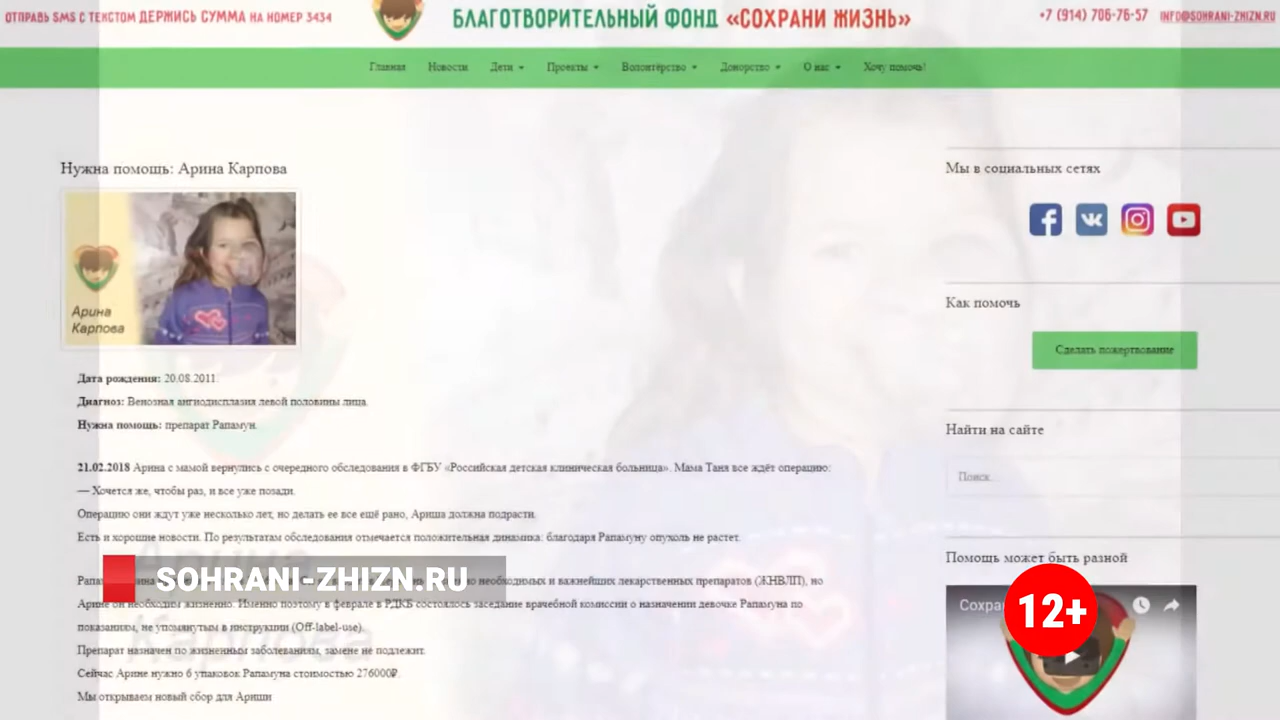 ОТПРАВЬ SMS С ТЕКСТОМ ДЕРЖИСЬ СУММА НА НОМЕР 3434
БЛАГОТВОРИТЕЛЬНЫЙ ФОНД «СОХРАНИ ЖИЗНЬ»
+7 (914) 706-76-57 INFO@SOHRANI-ZHIZN.RU
Главная Новости Дети Проекты Волонтёрство Донорство О нас Хочу помочь!
Нужна помощь: Арина Карпова
Арина
Карпова
Дата рождения: 20.08.2011.
Диагноз: Венозная ангиодисплазия левой половины лица.
Нужна помощь: препарат Рапамун.
21.02.2018 Арина с мамой вернулись с очередного обследования в ФГБУ «Российская детская клиническая больница». Мама Таня все ждёт операцию:
— Хочется же, чтобы раз, и все уже позади.
Операцию они ждут уже несколько лет, но делать ее все ещё рано, Ариша должна подрасти.
Есть и хорошие новости. По результатам обследования отмечается положительная динамика: благодаря Рапамуну опухоль не растет.
необходимых и важнейших лекарственных препаратов (ЖНВЛП), но
Арине он необходим жизненно. Именно поэтому в феврале в РДКБ состоялось заседание врачебной комиссии о назначении девочке Рапамуна по
показаниям, не упомянутым в инструкции (Off-label-use).
Препарат назначен по жизненным заболеваниям, замене не подлежит.
Сейчас Арине нужно 6 упаковок Рапамуна стоимостью 276000₽.
Мы открываем новый сбор для Ариши
SOHRANI-ZHIZN.RU
Арина
Карпова
Мы в социальных сетях
Как помочь
Сделать пожертвование
Найти на сайте
Поиск...
Помощь может быть разной
12+